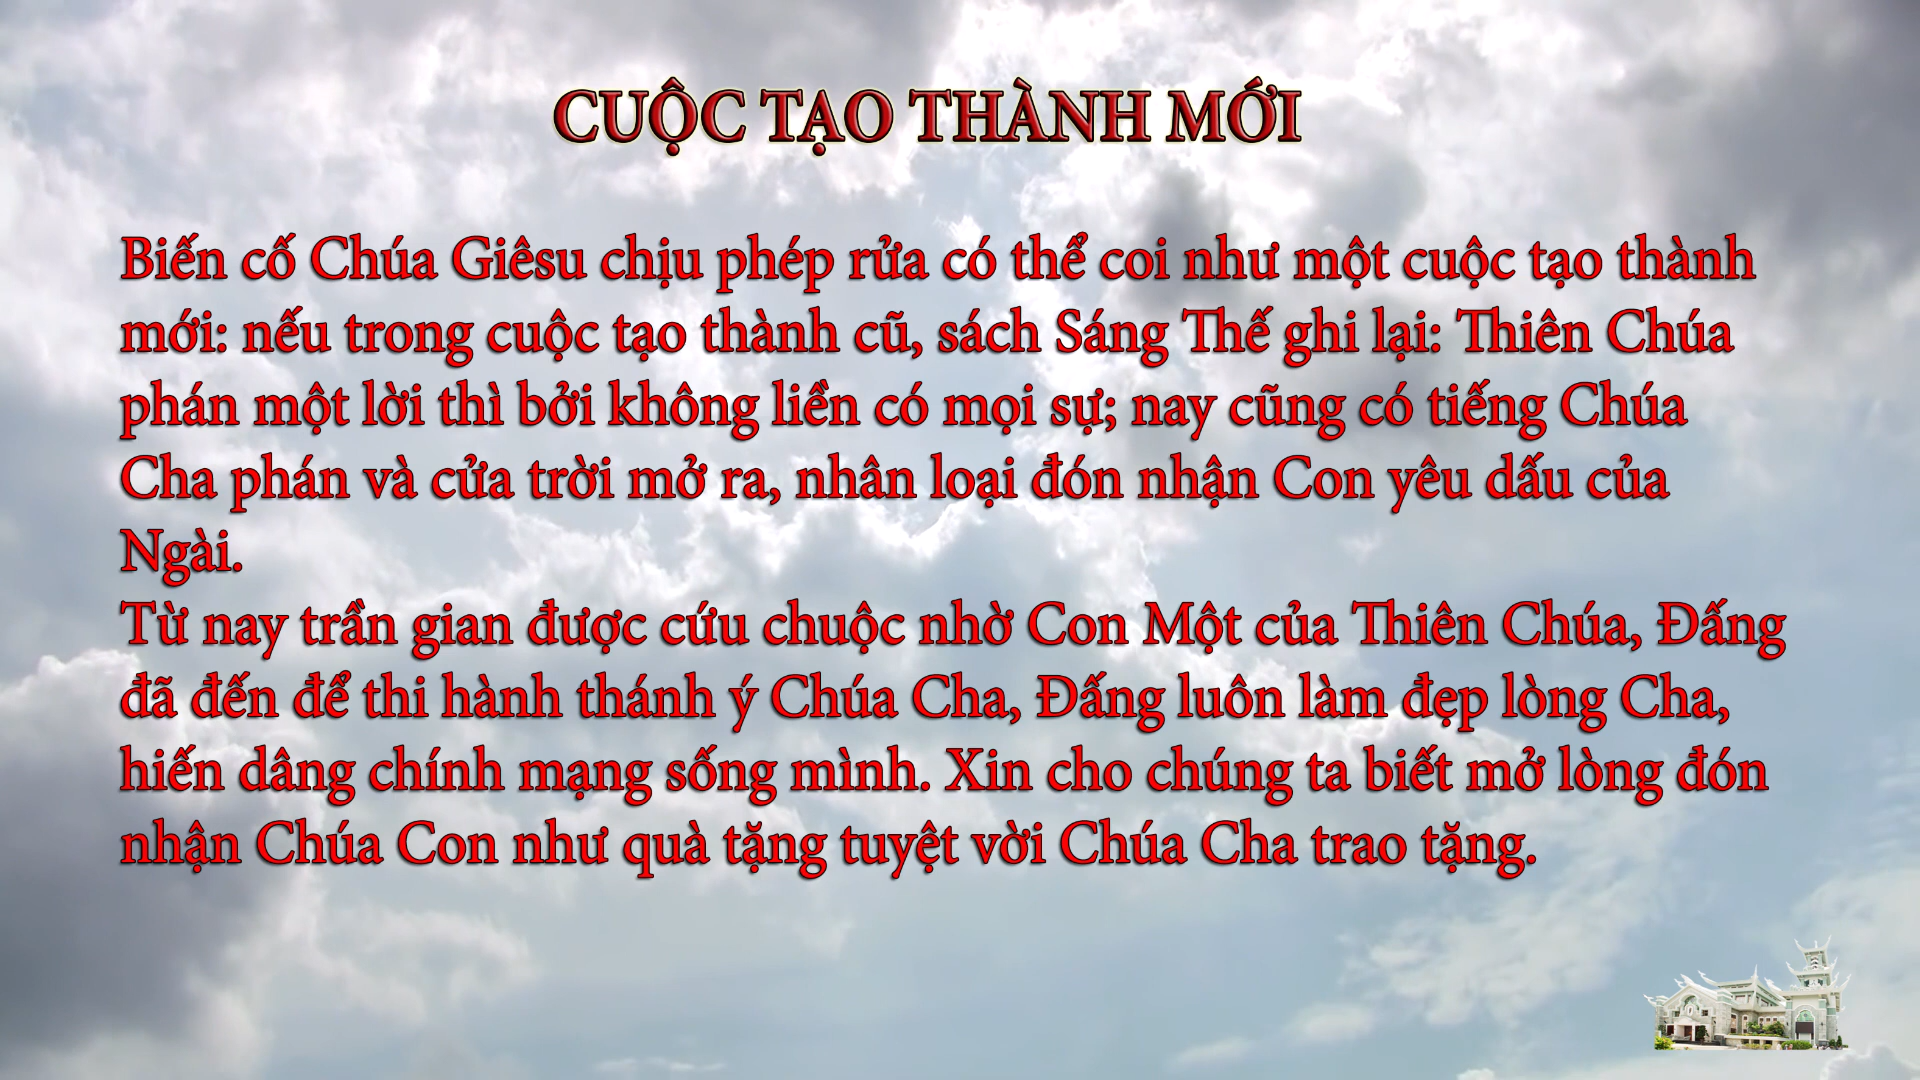 CUỘC TẠO THÀNH MỚI
Biến cố Chúa Giêsu chịu phép rửa có thể coi như một cuộc tạo thành
mới: nếu trong cuộc tạo thành cũ, sách Sáng Thế ghi lại: Thiên Chúa
phán một lời thì bởi không liền có mọi sự; nay cũng có tiếng Chúa
Cha phán và cửa trời mở ra, nhân loại đón nhận Con yêu dấu của
Ngài.
Từ nay trần gian được cứu chuộc nhờ Con Một của Thiên Chúa, Đấng
đã đến để thi hành thánh ý Chúa Cha, Đấng luôn làm đẹp lòng Cha,
hiến dâng chính mạng sống mình. Xin cho chúng ta biết mở lòng đón
nhận Chúa Con như quà tặng tuyệt vời Chúa Cha trao tặng.